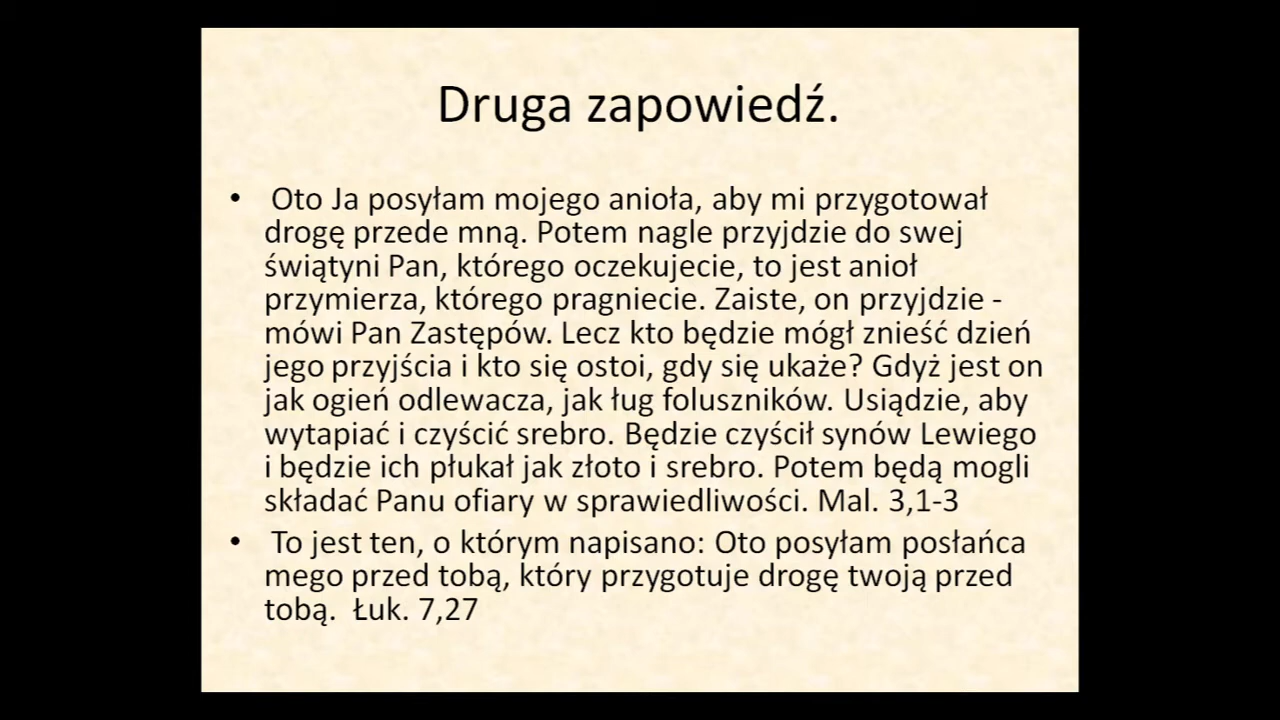 Druga zapowiedź.
• Oto Ja posyłam mojego anioła, aby mi przygotował
drogę przede mną. Potem nagle przyjdzie do swej
świątyni Pan, którego oczekujecie, to jest anioł
przymierza, którego pragniecie. Zaiste, on przyjdzie -
mówi Pan Zastępów. Lecz kto będzie mógł znieść dzień
jego przyjścia i kto się ostoi, gdy się ukaże? Gdyż jest on
jak ogień odlewacza, jak ług foluszników. Usiądzie, aby
wytapiać i czyścić srebro. Będzie czyścił synów Lewiego
i będzie ich płukał jak złoto i srebro. Potem będą mogli
składać Panu ofiary w sprawiedliwości. Mal. 3,1-3
• To jest ten, o którym napisano: Oto posyłam posłańca
mego przed tobą, który przygotuje drogę twoją przed
tobą. Łuk. 7,27